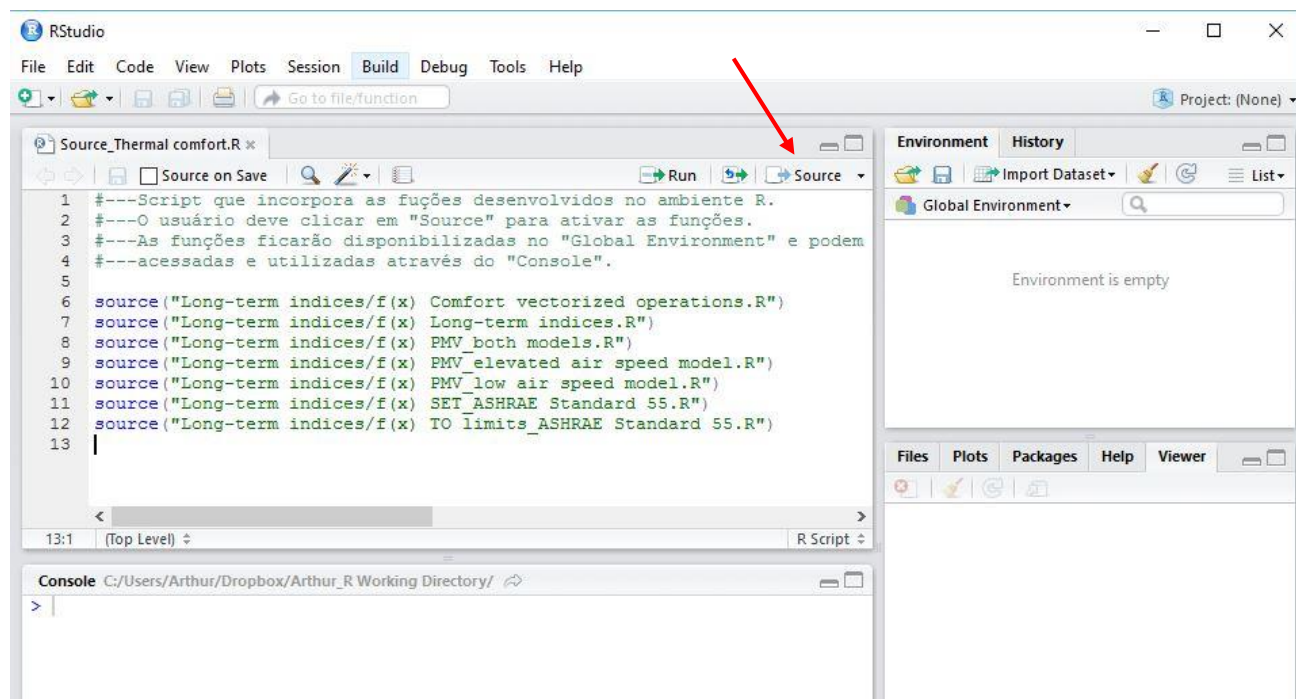 RStudio
File Edit Code View Plots Session Build Debug Tools Help
Go to file/function
Project: (None)
Source_Thermal comfort.R
Source on Save
Run
Source
1 #---Script que incorpora as fuções desenvolvidos no ambiente R.
2 #---O usuário deve clicar em "Source" para ativar as funções.
3 #---As funções ficarão disponibilizadas no "Global Environment" e podem
4 #---acessadas e utilizadas através do "Console".
5
6 source("Long-term indices/f(x) Comfort vectorized operations.R")
7 source("Long-term indices/f(x) Long-term indices.R")
8 source("Long-term indices/f(x) PMV_both models.R")
9 source("Long-term indices/f(x) PMV_elevated air speed model.R")
10 source("Long-term indices/f(x) PMV_low air speed model.R")
11 source("Long-term indices/f(x) SET_ASHRAE Standard 55.R")
12 source("Long-term indices/f(x) TO limits_ASHRAE Standard 55.R")
13
13:1 (Top Level) R Script
Console C:/Users/Arthur/Dropbox/Arthur_R Working Directory/
>
Environment History
Import Dataset List
Global Environment
Environment is empty
Files Plots Packages Help Viewer